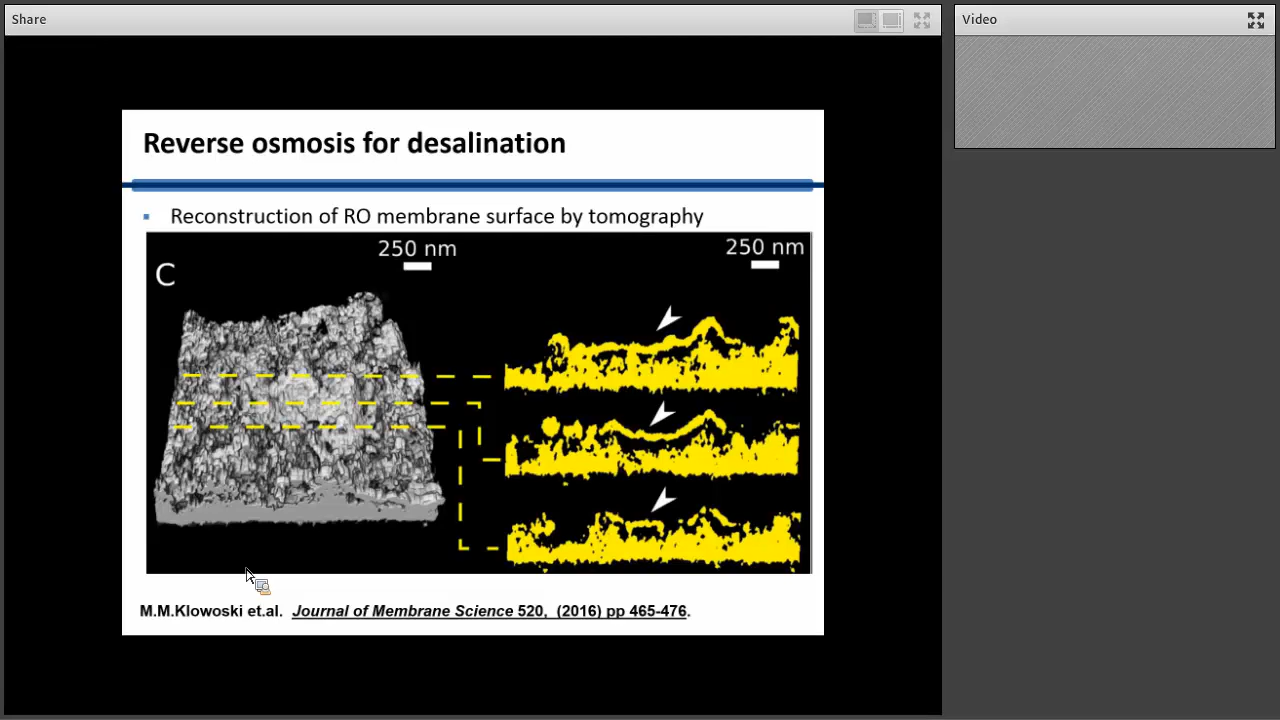 Share
Video
Reverse osmosis for desalination
▪ Reconstruction of RO membrane surface by tomography
250 nm
250 nm
C
M.M.Klowoski et.al. Journal of Membrane Science 520, (2016) pp 465-476.